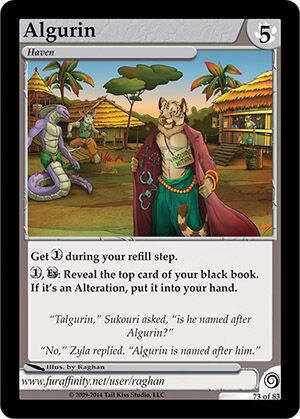 Algurin
5
Haven
Get 1 during your refill step.
1, : Reveal the top card of your black book.
If it's an Alteration, put it into your hand.
"Talgurin," Sukouri asked, "is he named after
Algurin?"
"No," Zyla replied. "Algurin is named after him."
Illus. by Raghan
www.furaffinity.net/user/raghan
73 of 83
© 2009-2014 Tail Kiss Studio, LLC